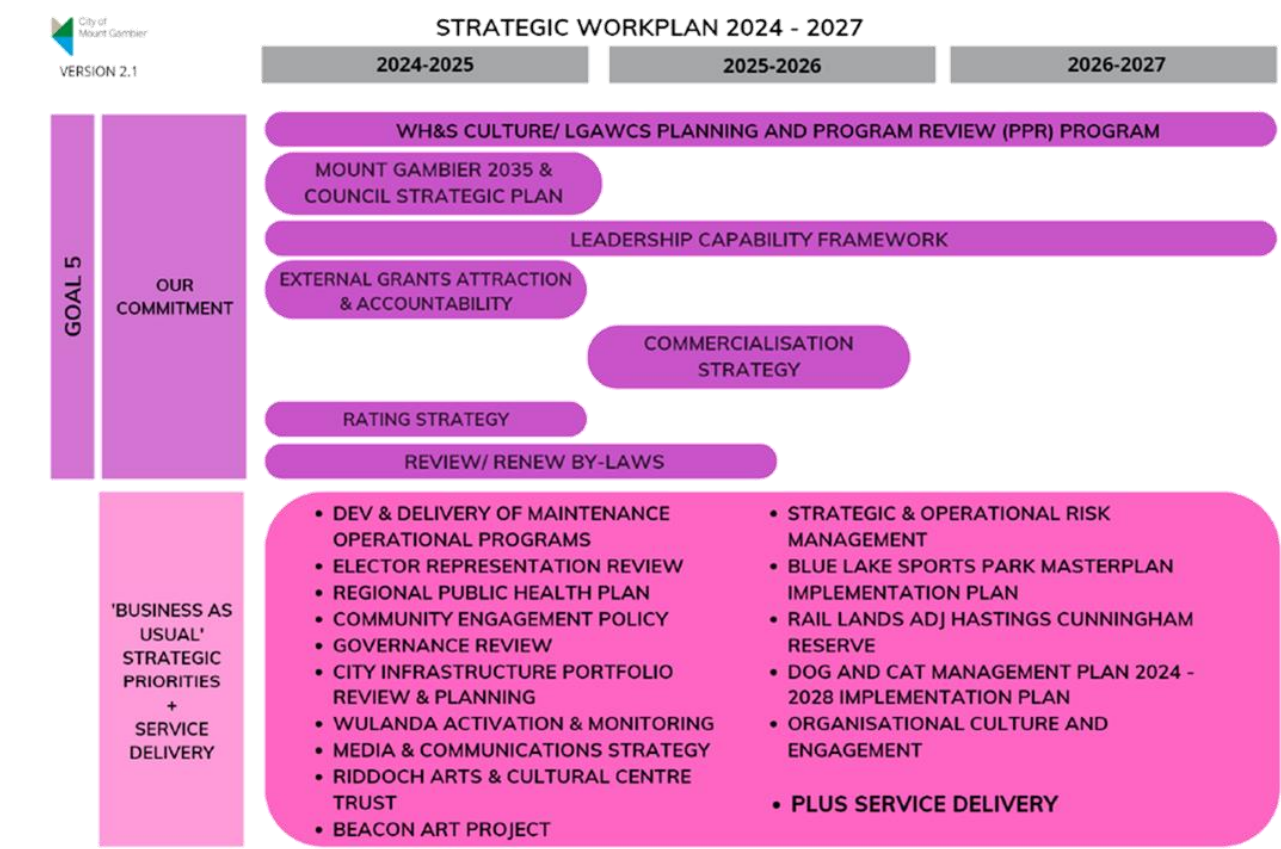 City of
Mount Gambier
VERSION 2.1
STRATEGIC WORKPLAN 2024 - 2027
2024-2025
2025-2026
2026-2027
GOAL 5
OUR
COMMITMENT
WH&S CULTURE/ LGAWCS PLANNING AND PROGRAM REVIEW (PPR) PROGRAM
MOUNT GAMBIER 2035 &
COUNCIL STRATEGIC PLAN
LEADERSHIP CAPABILITY FRAMEWORK
EXTERNAL GRANTS ATTRACTION
& ACCOUNTABILITY
COMMERCIALISATION
STRATEGY
RATING STRATEGY
REVIEW/ RENEW BY-LAWS
'BUSINESS AS
USUAL'
STRATEGIC
PRIORITIES
+
SERVICE
DELIVERY
• DEV & DELIVERY OF MAINTENANCE
OPERATIONAL PROGRAMS
• ELECTOR REPRESENTATION REVIEW
• REGIONAL PUBLIC HEALTH PLAN
• COMMUNITY ENGAGEMENT POLICY
• GOVERNANCE REVIEW
• CITY INFRASTRUCTURE PORTFOLIO
REVIEW & PLANNING
• WULANDA ACTIVATION & MONITORING
• MEDIA & COMMUNICATIONS STRATEGY
• RIDDOCH ARTS & CULTURAL CENTRE
TRUST
• BEACON ART PROJECT
• STRATEGIC & OPERATIONAL RISK
MANAGEMENT
• BLUE LAKE SPORTS PARK MASTERPLAN
IMPLEMENTATION PLAN
• RAIL LANDS ADJ HASTINGS CUNNINGHAM
RESERVE
• DOG AND CAT MANAGEMENT PLAN 2024 -
2028 IMPLEMENTATION PLAN
• ORGANISATIONAL CULTURE AND
ENGAGEMENT
• PLUS SERVICE DELIVERY